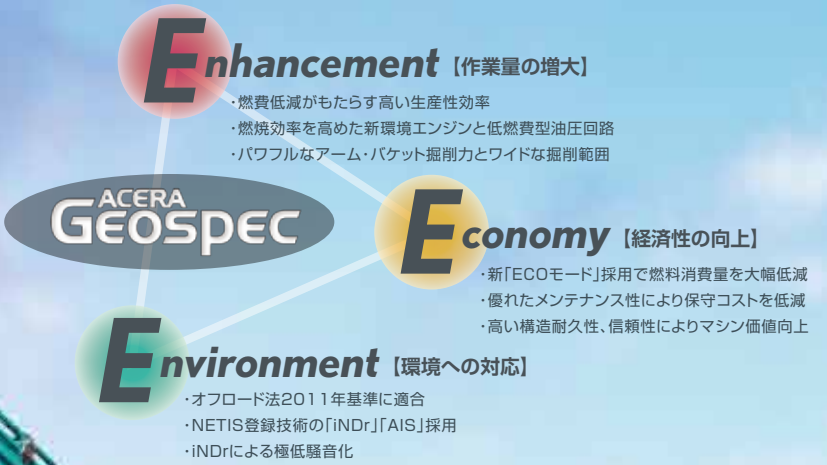 Enhancement【作業量の増大】
・燃費低減がもたらす高い生産性効率
・燃焼効率を高めた新環境エンジンと低燃費型油圧回路
・パワフルなアーム・バケット掘削力とワイドな掘削範囲
ACERA
GEOSPEC
Economy【経済性の向上】
・新「ECOモード」採用で燃料消費量を大幅低減
・優れたメンテナンス性により保守コストを低減
・高い構造耐久性、信頼性によりマシン価値向上
Environment【環境への対応】
・オフロード法2011年基準に適合
・NETIS登録技術の「iNDr」「AIS」採用
・iNDrによる極低騒音化